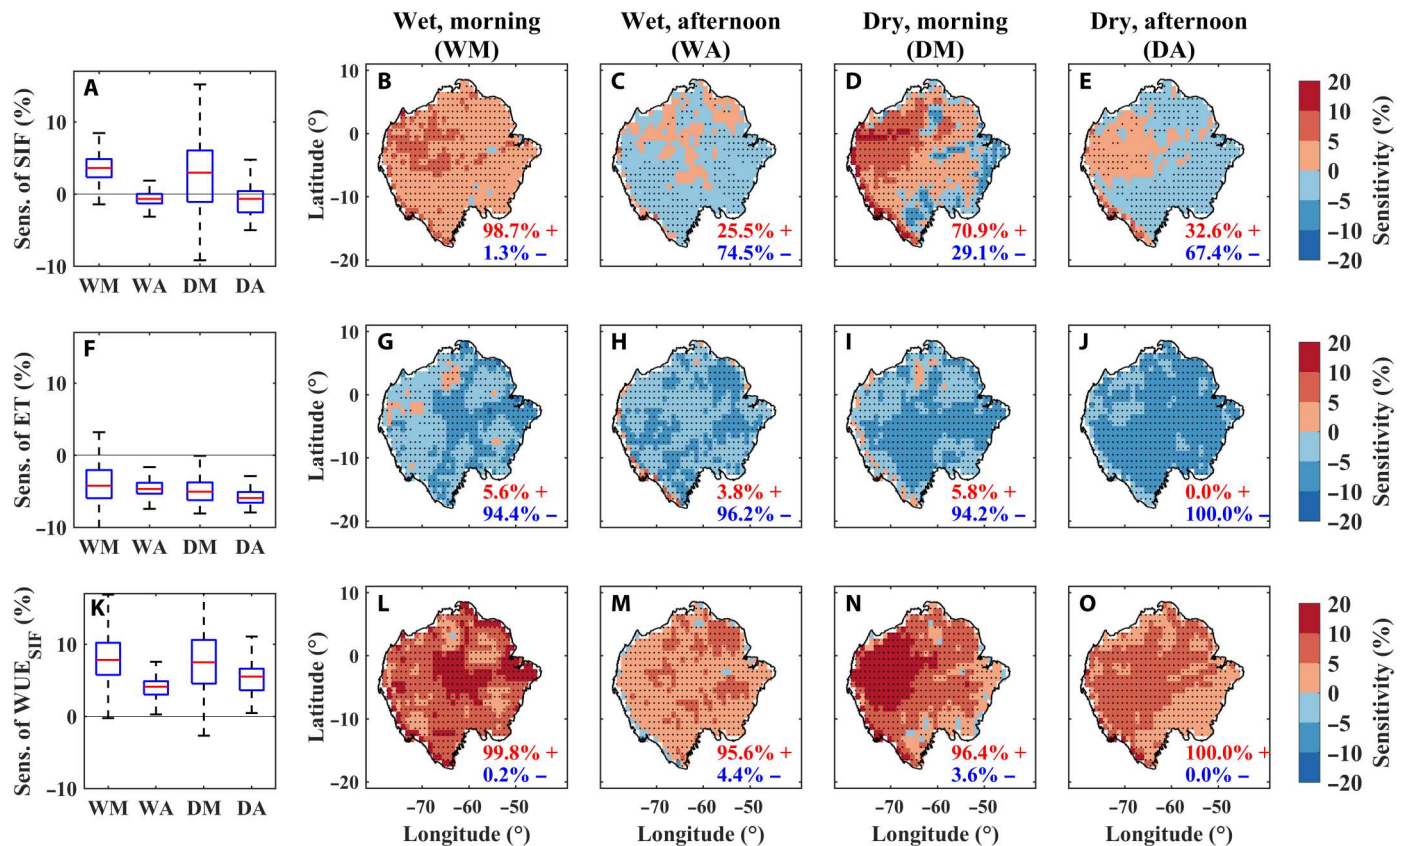 Wet, morning
(WM)
Wet, afternoon
(WA)
Dry, morning
(DM)
Dry, afternoon
(DA)
A
Sens. of SIF (%)
10
0
−10
WM WA DM DA
B
Latitude (°)
10
0
−10
−20
98.7% +
1.3% −
C
25.5% +
74.5% −
D
70.9% +
29.1% −
E
32.6% +
67.4% −
20
10
5
0
−5
−10
−20
Sensitivity (%)
F
Sens. of ET (%)
10
0
−10
WM WA DM DA
G
Latitude (°)
10
0
−10
−20
5.6% +
94.4% −
H
3.8% +
96.2% −
I
5.8% +
94.2% −
J
0.0% +
100.0% −
20
10
5
0
−5
−10
−20
Sensitivity (%)
K
Sens. of WUE SIF (%)
10
0
−10
WM WA DM DA
L
Latitude (°)
10
0
−10
−20
99.8% +
0.2% −
−70 −60 −50
Longitude (°)
M
95.6% +
4.4% −
−70 −60 −50
Longitude (°)
N
96.4% +
3.6% −
−70 −60 −50
Longitude (°)
O
100.0% +
0.0% −
−70 −60 −50
Longitude (°)
20
10
5
0
−5
−10
−20
Sensitivity (%)